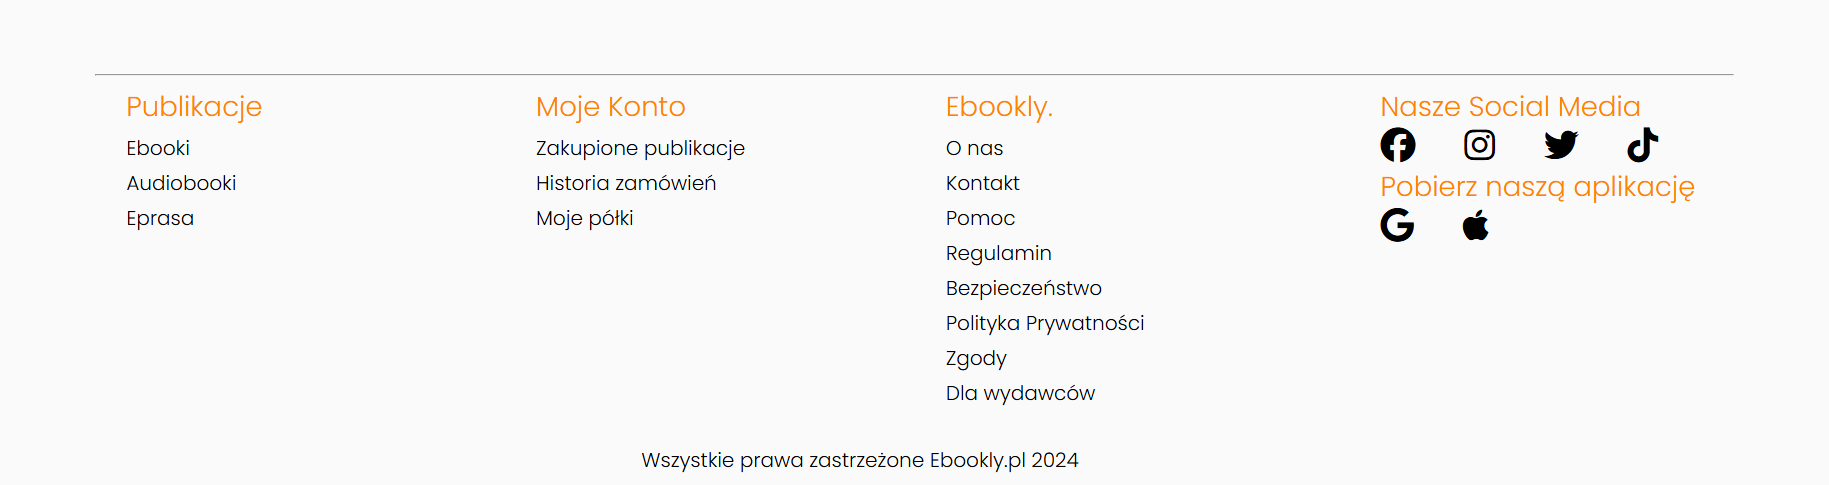 Publikacje
Ebooki
Audiobooki
Eprasa
Moje Konto
Zakupione publikacje
Historia zamówień
Moje półki
Ebookly.
O nas
Kontakt
Pomoc
Regulamin
Bezpieczeństwo
Polityka Prywatności
Zgody
Dla wydawców
Nasze Social Media
Pobierz naszą aplikację
Wszystkie prawa zastrzeżone Ebookly.pl 2024